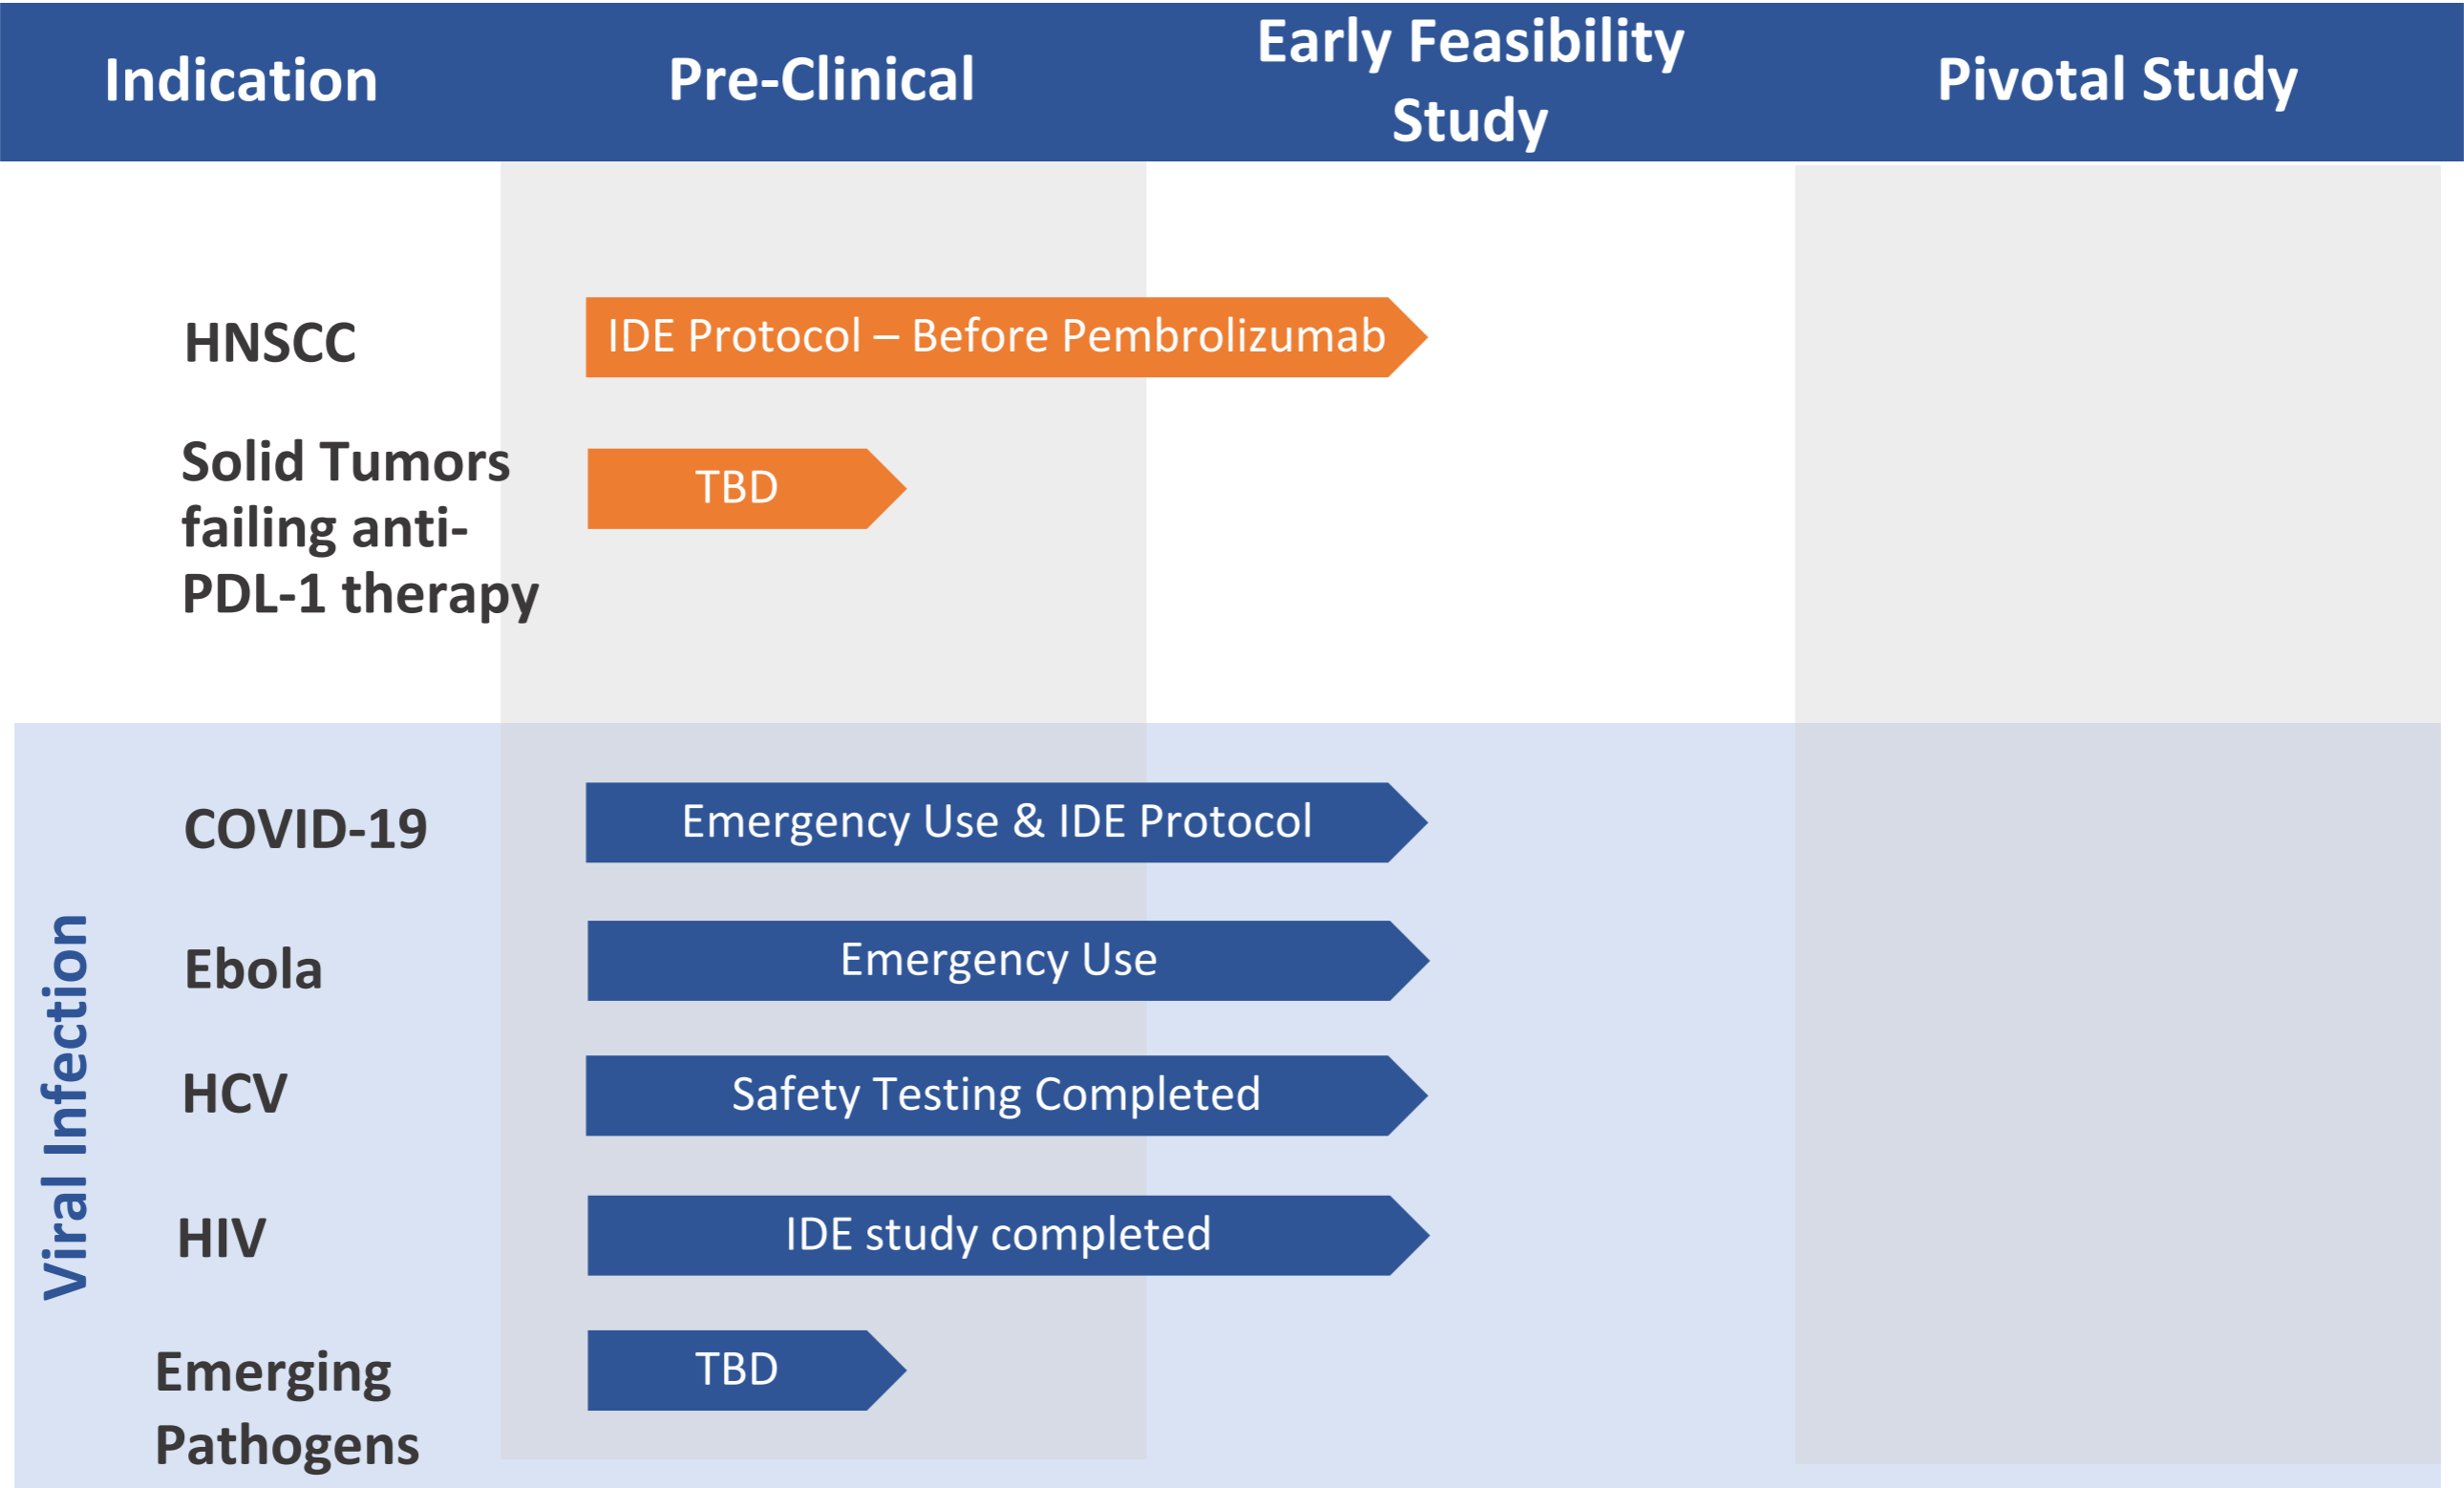 Indication
Pre-Clinical
Early Feasibility
Study
Pivotal Study
HNSCC
IDE Protocol – Before Pembrolizumab
Solid Tumors
failing anti-
PDL-1 therapy
TBD
Viral Infection
COVID-19
Emergency Use & IDE Protocol
Ebola
Emergency Use
HCV
Safety Testing Completed
HIV
IDE study completed
Emerging
Pathogens
TBD